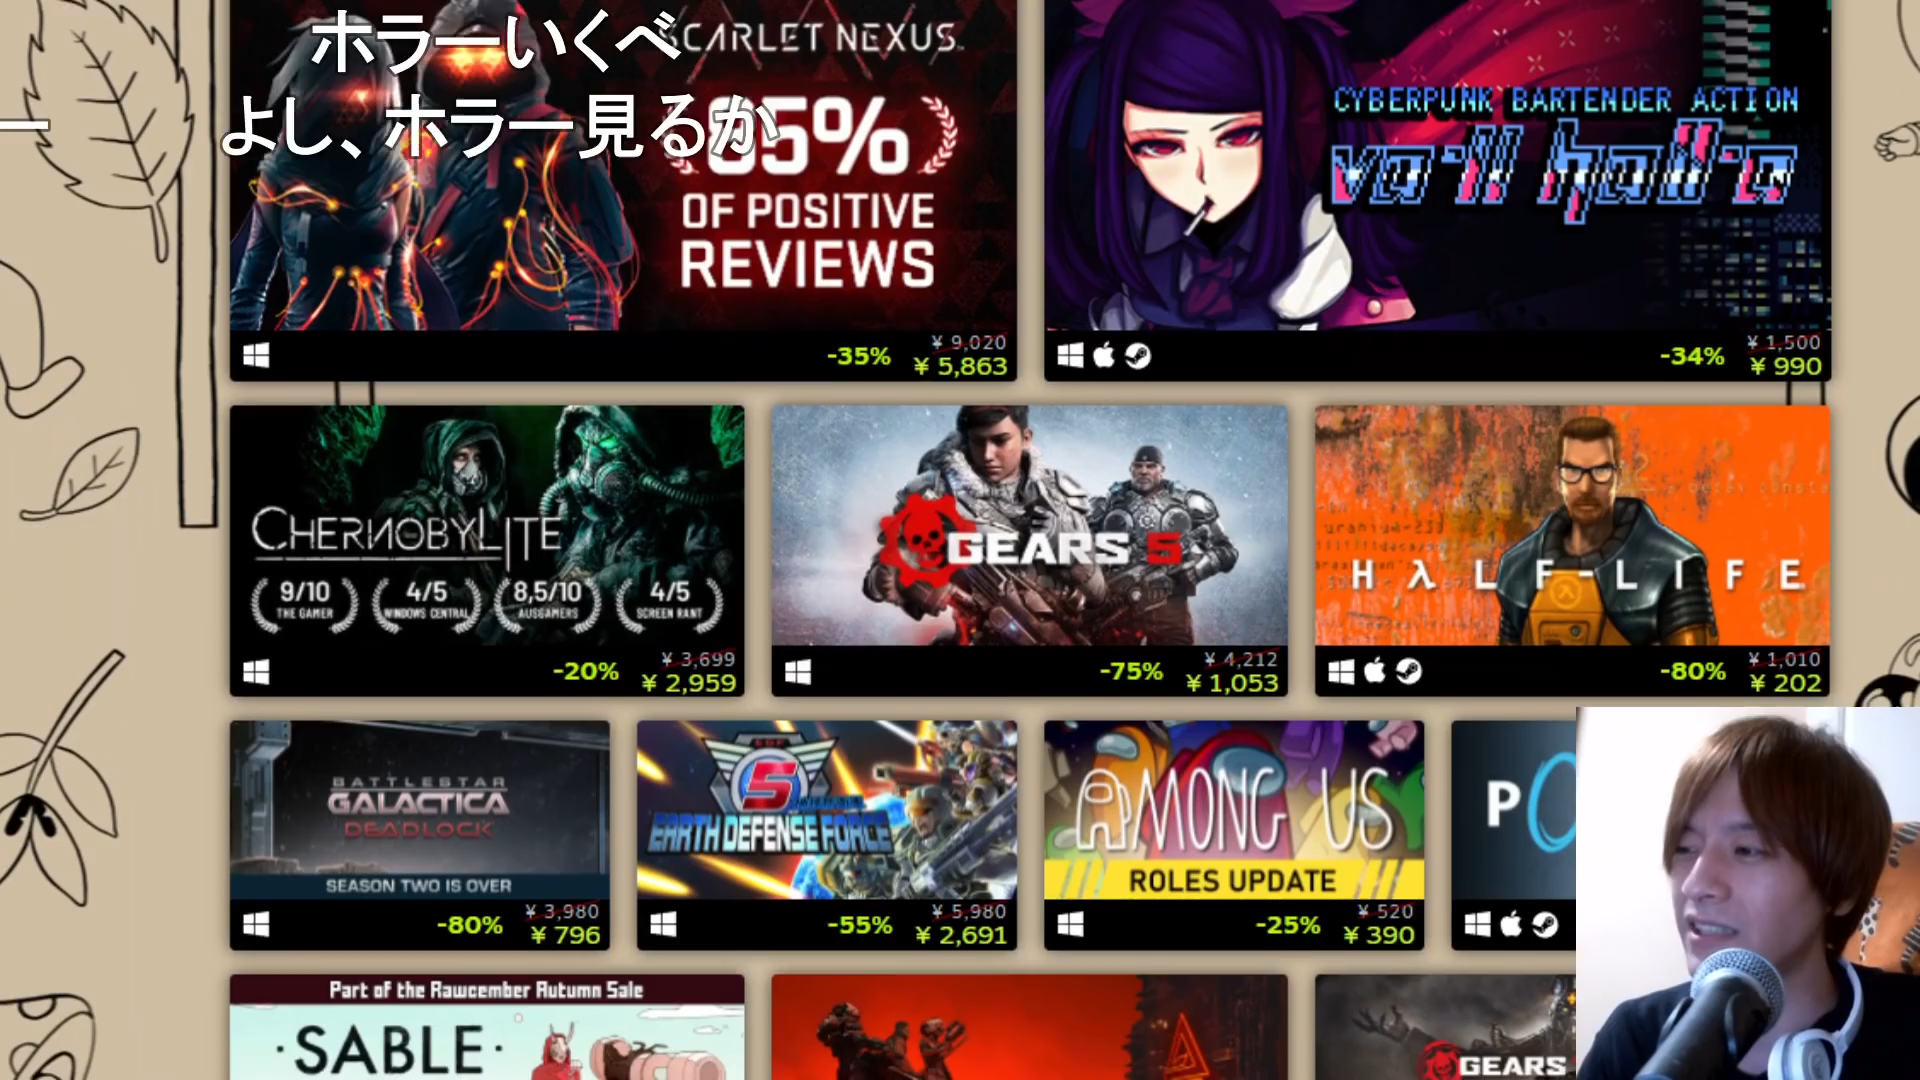 ホラーいくべ
SCARLET NEXUS
よし、ホラー見るか
85%
OF POSITIVE
REVIEWS
-35%
¥ 9,020
¥ 5,863
CYBERPUNK BARTENDER ACTION
va11 hall-a
-34%
¥ 1,500
¥ 990
CHERNOBYLITE
9/10
THE GAMER
4/5
WINDOWS CENTRAL
8,5/10
AUSGAMERS
4/5
SCREEN RANT
-20%
¥ 3,699
¥ 2,959
GEARS 5
-75%
¥ 4,212
¥ 1,053
HλLF-LIFE
-80%
¥ 1,010
¥ 202
BATTLESTAR
GALACTICA
DEADLOCK
SEASON TWO IS OVER
-80%
¥ 3,980
¥ 796
EDF
5
EARTH DEFENSE FORCE
-55%
¥ 5,980
¥ 2,691
AMONG US
ROLES UPDATE
-25%
¥ 520
¥ 390
Part of the Rawcember Autumn Sale
·SABLE·
GEARS